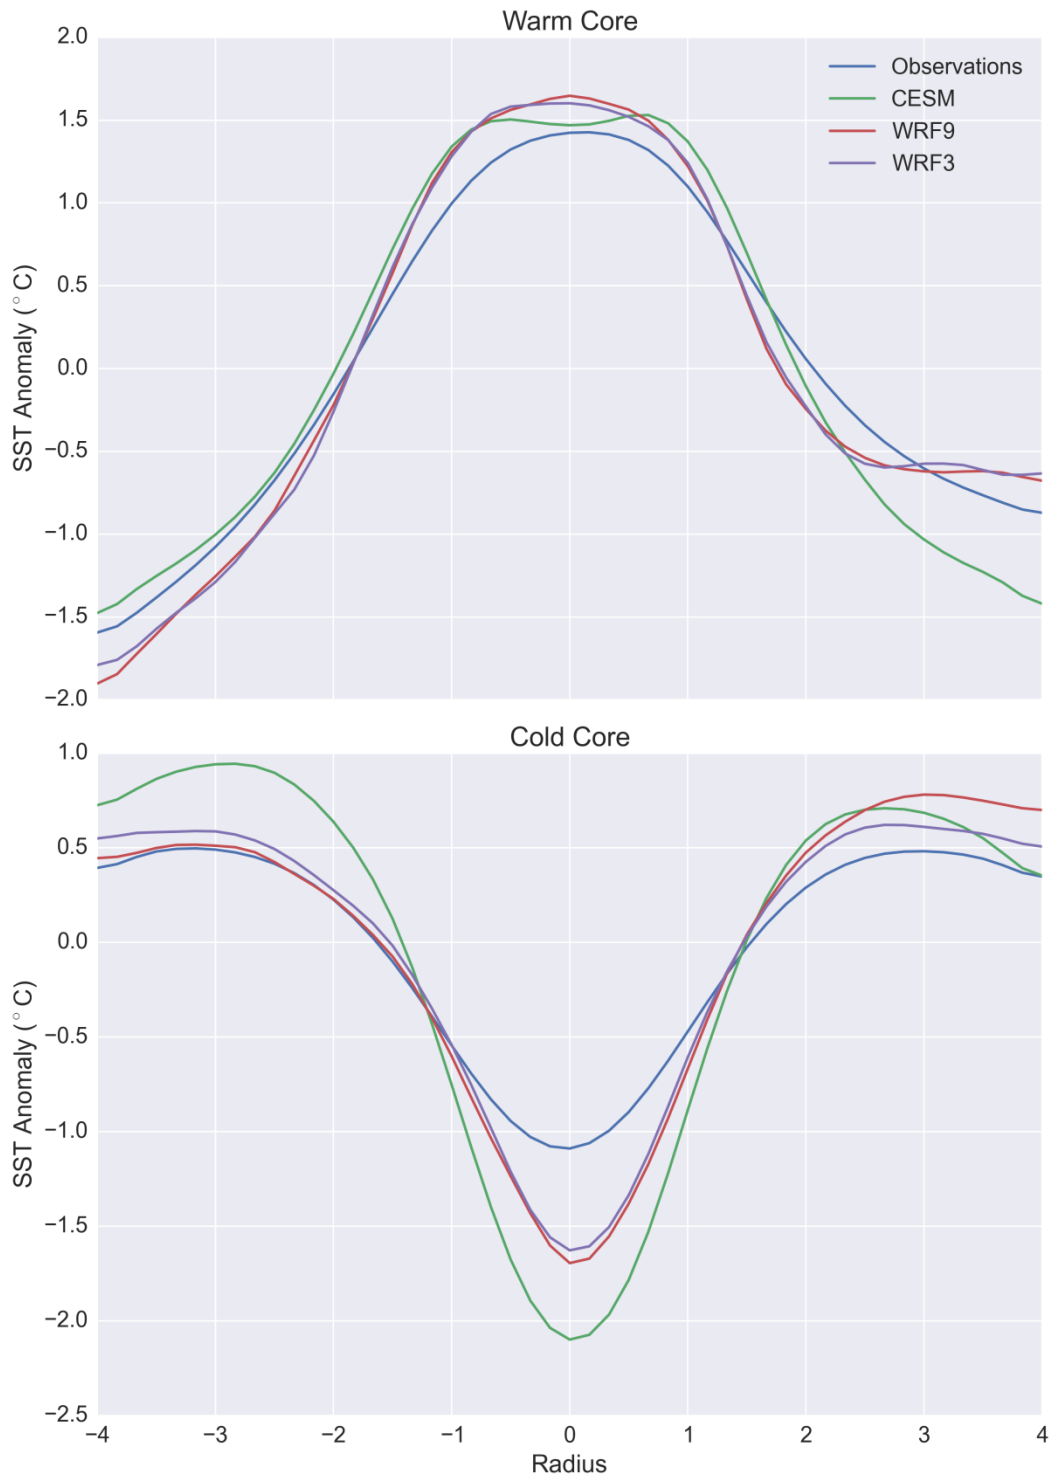 Warm Core
2.0
1.5
1.0
0.5
0.0
−0.5
−1.0
−1.5
−2.0
SST Anomaly (°C)
Observations
CESM
WRF9
WRF3
Cold Core
1.0
0.5
0.0
−0.5
−1.0
−1.5
−2.0
−2.5
SST Anomaly (°C)
−4 −3 −2 −1 0 1 2 3 4
Radius